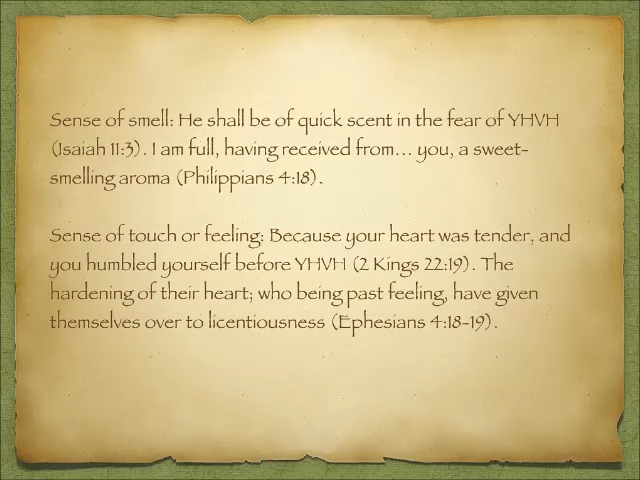 Sense of smell: He shall be of quick scent in the fear of YHVH
(Isaiah 11:3). I am full, having received from... you, a sweet-
smelling aroma (Philippians 4:18).
Sense of touch or feeling: Because your heart was tender, and
you humbled yourself before YHVH (2 Kings 22:19). The
hardening of their heart; who being past feeling, have given
themselves over to licentiousness (Ephesians 4:18-19).